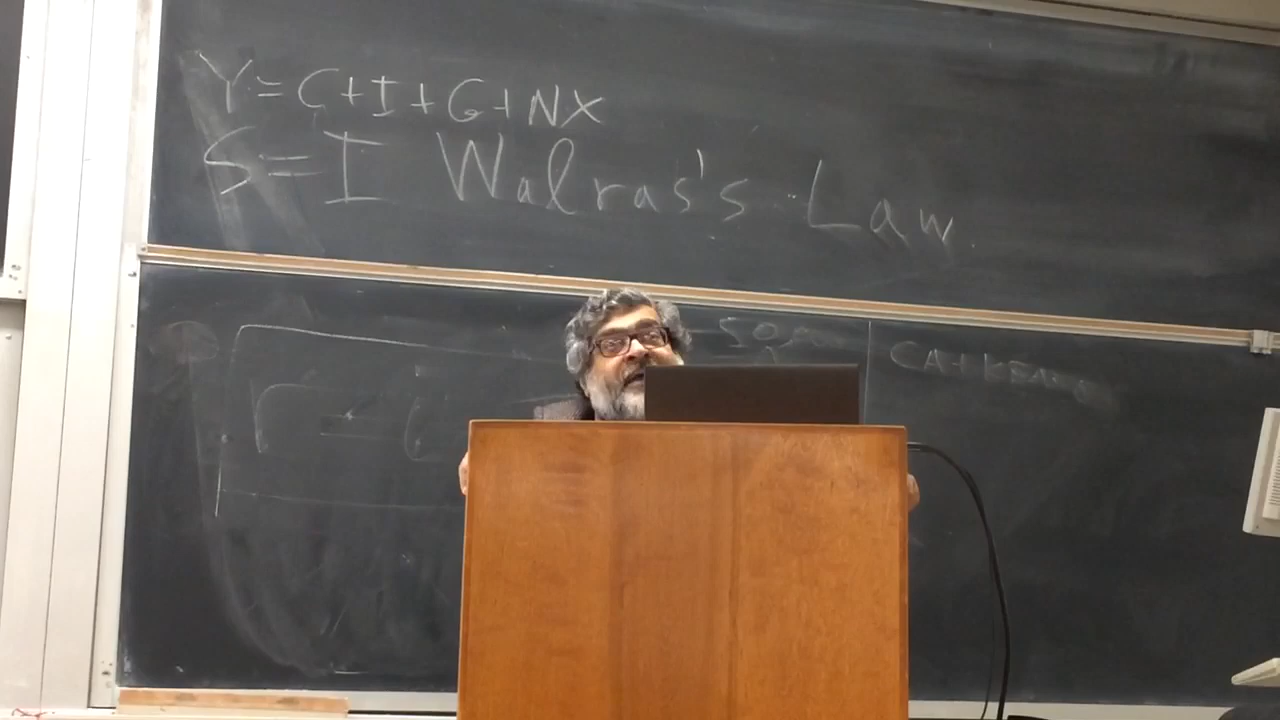 Y=C+I+G+NX
S=I Walras's Law
r = i